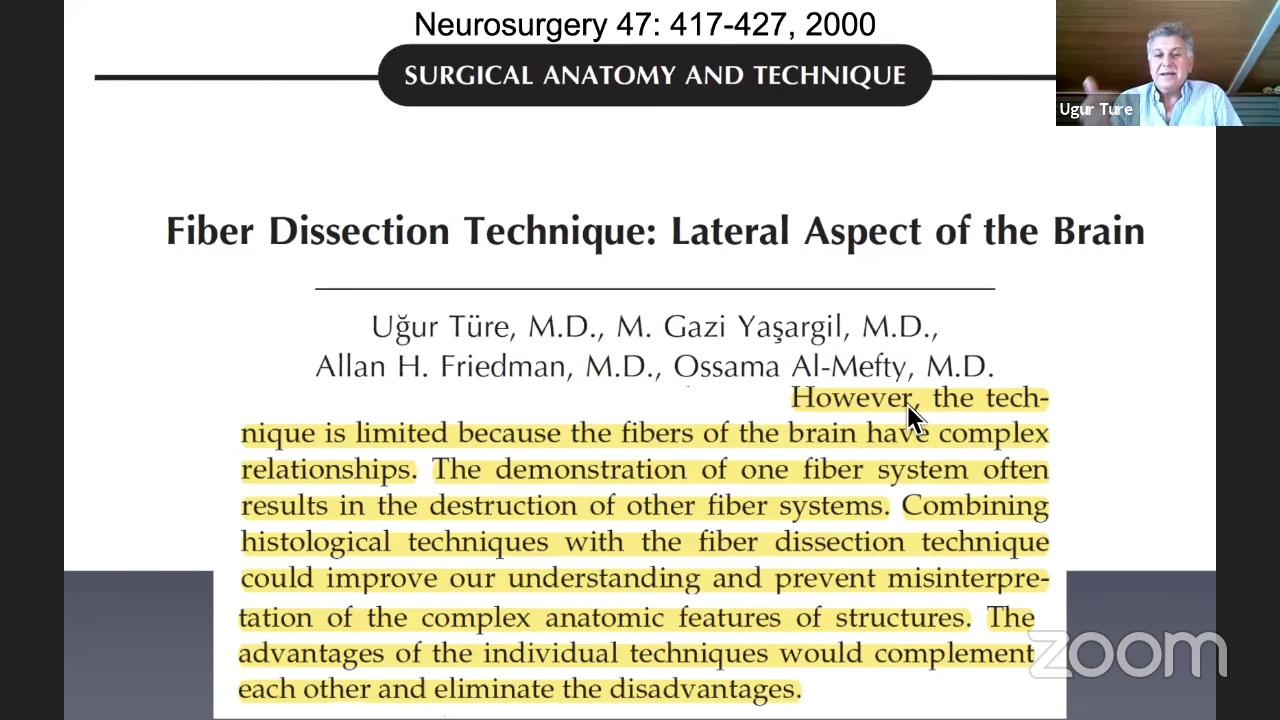 Neurosurgery 47: 417-427, 2000
SURGICAL ANATOMY AND TECHNIQUE
Ugur Ture
Fiber Dissection Technique: Lateral Aspect of the Brain
Uğur Türe, M.D., M. Gazi Yaşargil, M.D.,
Allan H. Friedman, M.D., Ossama Al-Mefty, M.D.
However, the tech-
nique is limited because the fibers of the brain have complex
relationships. The demonstration of one fiber system often
results in the destruction of other fiber systems. Combining
histological techniques with the fiber dissection technique
could improve our understanding and prevent misinterpre-
tation of the complex anatomic features of structures. The
advantages of the individual techniques would complement
each other and eliminate the disadvantages.
zoom